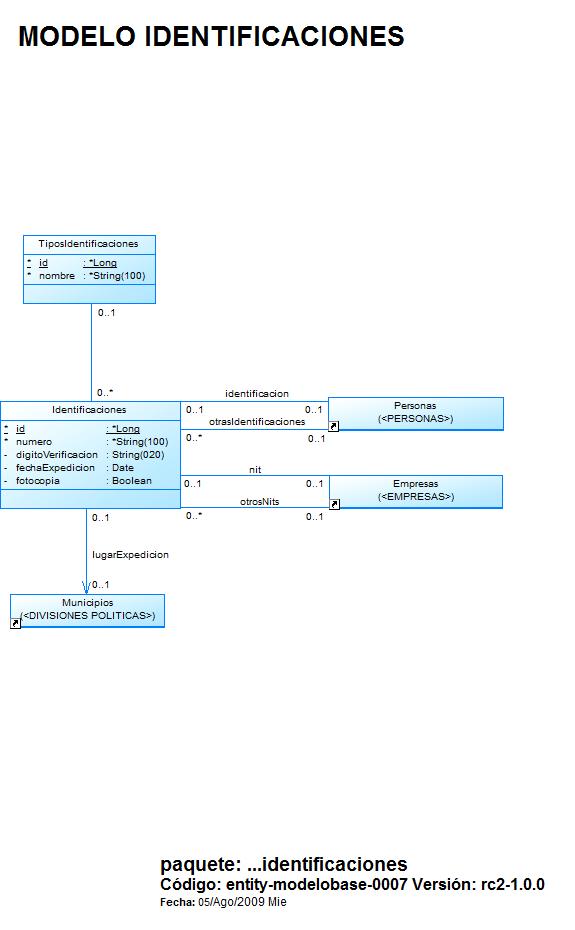 MODELO IDENTIFICACIONES
TiposIdentificaciones
* id : *Long
* nombre : *String(100)
0..1
0..*
Identificaciones
* id : *Long
* numero : *String(100)
- digitoVerificacion : String(020)
- fechaExpedicion : Date
- fotocopia : Boolean
identificacion
0..1 0..1
otrasIdentificaciones
0..* 0..1
Personas
(<PERSONAS>)
nit
0..1 0..1
otrosNits
0..* 0..1
Empresas
(<EMPRESAS>)
0..1
lugarExpedicion
0..1
Municipios
(<DIVISIONES POLITICAS>)
paquete: ...identificaciones
Código: entity-modelobase-0007 Versión: rc2-1.0.0
Fecha: 05/Ago/2009 Mie